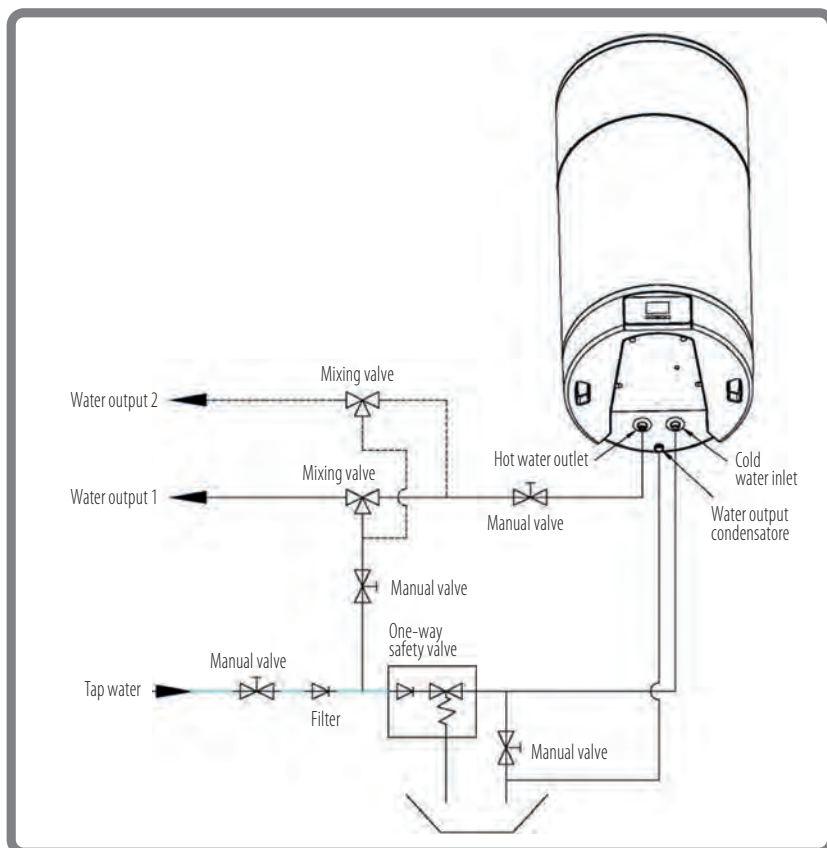 Mixing valve
Water output 2
Hot water outlet
Cold
water inlet
Mixing valve
Water output 1
Manual valve
Water output
condensatore
Manual valve
One-way
safety valve
Manual valve
Tap water
Filter
Manual valve